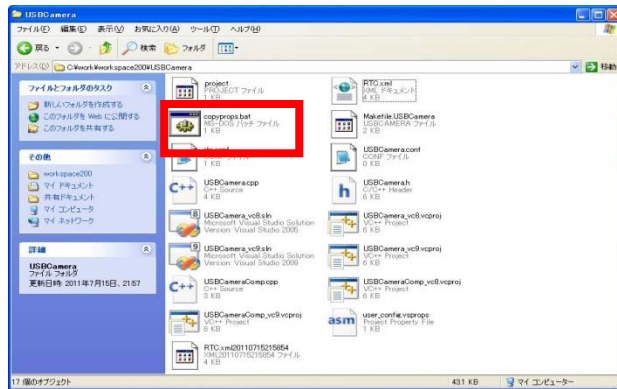 USBCamera
ファイル(F) 編集(E) 表示(V) お気に入り(A) ツール(T) ヘルプ(H)
戻る 検索 フォルダ
アドレス(D) C:¥work¥workspace200¥USBCamera 移動
ファイルとフォルダのタスク
新しいフォルダを作成する
このフォルダを Web に公開する
このフォルダを共有する
その他
workspace200
マイ ドキュメント
共有ドキュメント
マイ コンピュータ
マイ ネットワーク
詳細
USBCamera
ファイル フォルダ
更新日時: 2011年7月15日、21:57
project
PROJECT ファイル
1 KB
RTC.xml
XML ドキュメント
4 KB
copyprops.bat
MS-DOS バッチ ファイル
1 KB
Makefile.USBCamera
USBCAMERA ファイル
2 KB
CONF ファイル
1 KB
USBCamera.conf
CONF ファイル
0 KB
C++
USBCamera.cpp
C++ Source
4 KB
h
USBCamera.h
C/C++ Header
6 KB
8
USBCamera_vc8.sln
Microsoft Visual Studio Solution
Version: Visual Studio 2005
USBCamera_vc8.vcproj
VC++ Project
6 KB
9
USBCamera_vc9.sln
Microsoft Visual Studio Solution
Version: Visual Studio 2008
USBCamera_vc9.vcproj
VC++ Project
6 KB
C++
USBCameraComp.cpp
C++ Source
3 KB
USBCameraComp_vc8.vcproj
VC++ Project
6 KB
USBCameraComp_vc9.vcproj
VC++ Project
6 KB
asm
user_config.vsprops
Project Property File
1 KB
RTC.xml20110715215854
XML20110715215854 ファイル
4 KB
17 個のオブジェクト 43.1 KB マイ コンピューター